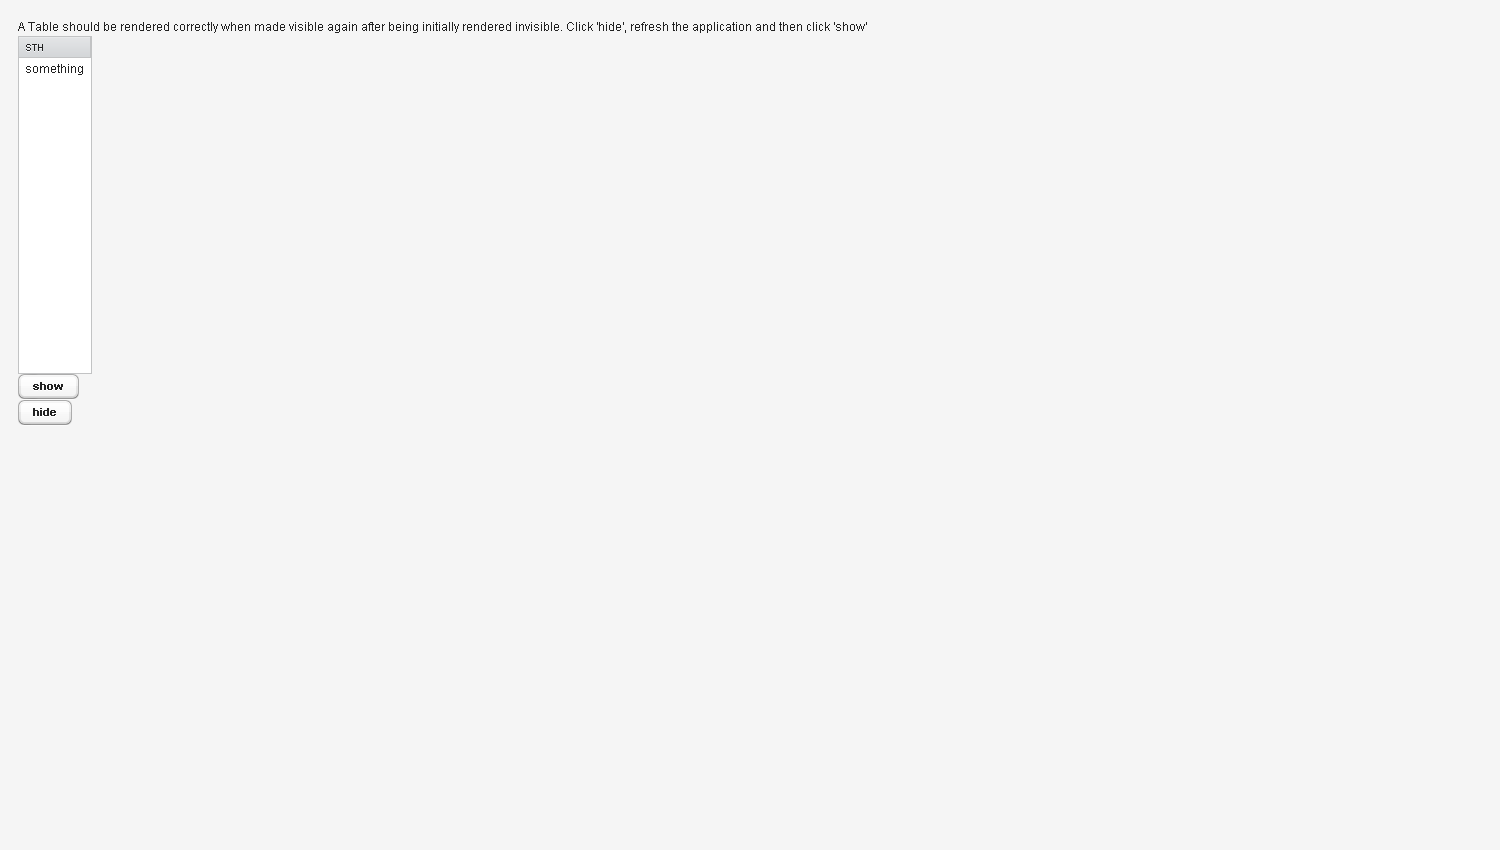 A Table should be rendered correctly when made visible again after being initially rendered invisible. Click 'hide', refresh the application and then click 'show'
STH
something
show
hide